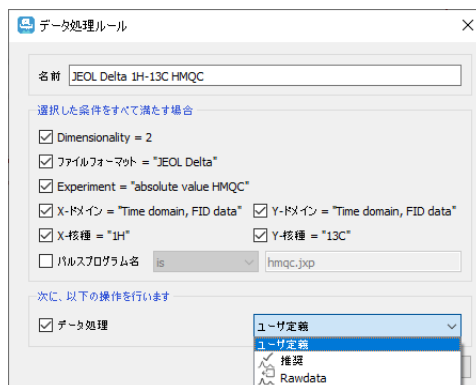 データ処理ルール
名前 JEOL Delta 1H-13C HMQC
選択した条件をすべて満たす場合
Dimensionality = 2
ファイルフォーマット = "JEOL Delta"
Experiment = "absolute value HMQC"
X-ドメイン = "Time domain, FID data" Y-ドメイン = "Time domain, FID data"
X-核種 = "1H" Y-核種 = "13C"
パルスプログラム名 is hmqc.jxp
次に、以下の操作を行います
データ処理 ユーザ定義
ユーザ定義
推奨
Rawdata